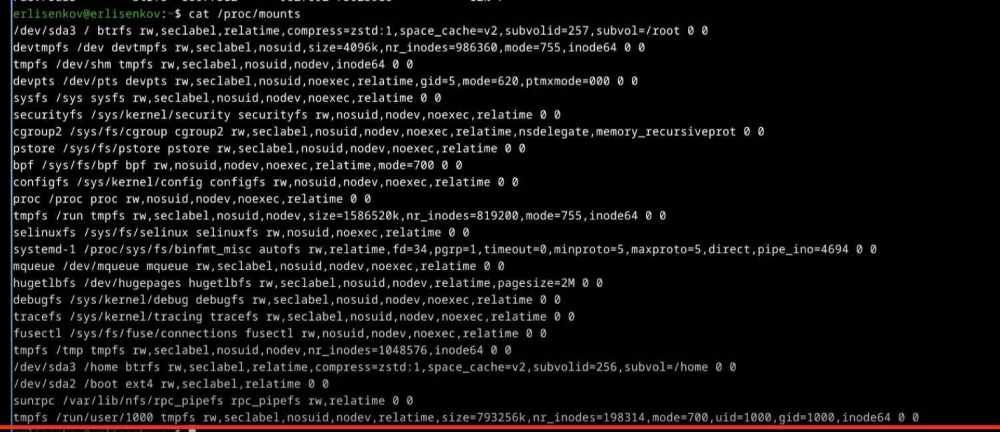 erlisenkov@erlisenkov:~$ cat /proc/mounts
/dev/sda3 / btrfs rw,seclabel,relatime,compress=zstd:1,space_cache=v2,subvolid=257,subvol=/root 0 0
devtmpfs /dev devtmpfs rw,seclabel,nosuid,size=4096k,nr_inodes=986360,mode=755,inode64 0 0
tmpfs /dev/shm tmpfs rw,seclabel,nosuid,nodev,inode64 0 0
devpts /dev/pts devpts rw,seclabel,nosuid,noexec,relatime,gid=5,mode=620,ptmxmode=000 0 0
sysfs /sys sysfs rw,seclabel,nosuid,nodev,noexec,relatime 0 0
securityfs /sys/kernel/security securityfs rw,nosuid,nodev,noexec,relatime 0 0
cgroup2 /sys/fs/cgroup cgroup2 rw,seclabel,nosuid,nodev,noexec,relatime,nsdelegate,memory_recursiveprot 0 0
pstore /sys/fs/pstore pstore rw,seclabel,nosuid,nodev,noexec,relatime 0 0
bpf /sys/fs/bpf bpf rw,nosuid,nodev,noexec,relatime,mode=700 0 0
configfs /sys/kernel/config configfs rw,nosuid,nodev,noexec,relatime 0 0
proc /proc proc rw,nosuid,nodev,noexec,relatime 0 0
tmpfs /run tmpfs rw,seclabel,nosuid,nodev,size=1586520k,nr_inodes=819200,mode=755,inode64 0 0
selinuxfs /sys/fs/selinux selinuxfs rw,nosuid,noexec,relatime 0 0
systemd-1 /proc/sys/fs/binfmt_misc autofs rw,relatime,fd=34,pgrp=1,timeout=0,minproto=5,maxproto=5,direct,pipe_ino=4694 0 0
mqueue /dev/mqueue mqueue rw,seclabel,nosuid,nodev,noexec,relatime 0 0
hugetlbfs /dev/hugepages hugetlbfs rw,seclabel,nosuid,nodev,relatime,pagesize=2M 0 0
debugfs /sys/kernel/debug debugfs rw,seclabel,nosuid,nodev,noexec,relatime 0 0
tracefs /sys/kernel/tracing tracefs rw,seclabel,nosuid,nodev,noexec,relatime 0 0
fusectl /sys/fs/fuse/connections fusectl rw,nosuid,nodev,noexec,relatime 0 0
tmpfs /tmp tmpfs rw,seclabel,nosuid,nodev,nr_inodes=1048576,inode64 0 0
/dev/sda3 /home btrfs rw,seclabel,relatime,compress=zstd:1,space_cache=v2,subvolid=256,subvol=/home 0 0
/dev/sda2 /boot ext4 rw,seclabel,relatime 0 0
sunrpc /var/lib/nfs/rpc_pipefs rpc_pipefs rw,relatime 0 0
tmpfs /run/user/1000 tmpfs rw,seclabel,nosuid,nodev,relatime,size=793256k,nr_inodes=198314,mode=700,uid=1000,gid=1000,inode64 0 0